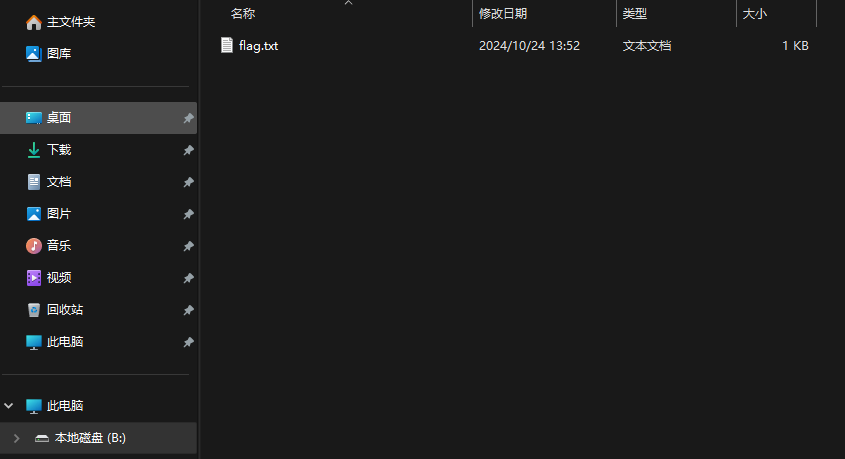 名称 修改日期 类型 大小
flag.txt 2024/10/24 13:52 文本文档 1 KB
主文件夹
图库
桌面
下载
文档
图片
音乐
视频
回收站
此电脑
此电脑
本地磁盘 (B:)